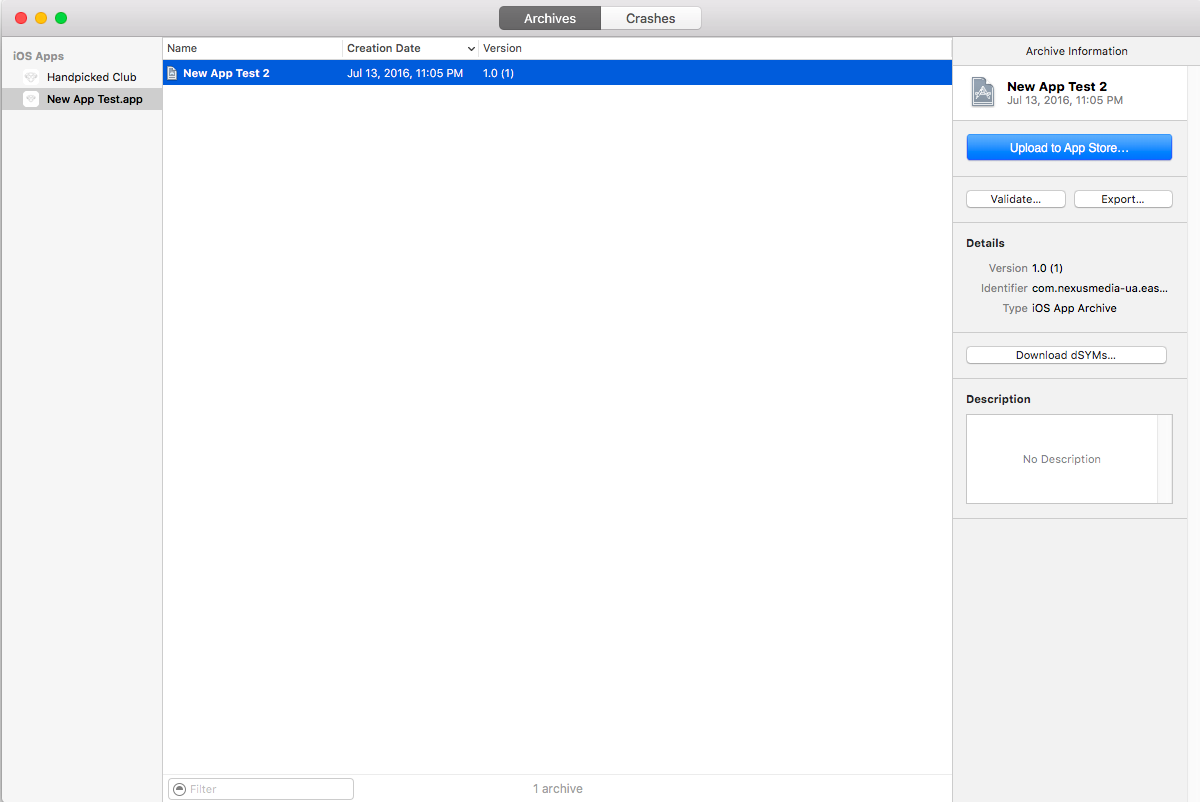 Archives Crashes
iOS Apps
Handpicked Club
New App Test.app
Name Creation Date Version
New App Test 2 Jul 13, 2016, 11:05 PM 1.0 (1)
Filter
1 archive
Archive Information
New App Test 2
Jul 13, 2016, 11:05 PM
Upload to App Store...
Validate... Export...
Details
Version 1.0 (1)
Identifier com.nexusmedia-ua.eas...
Type iOS App Archive
Download dSYMs...
Description
No Description